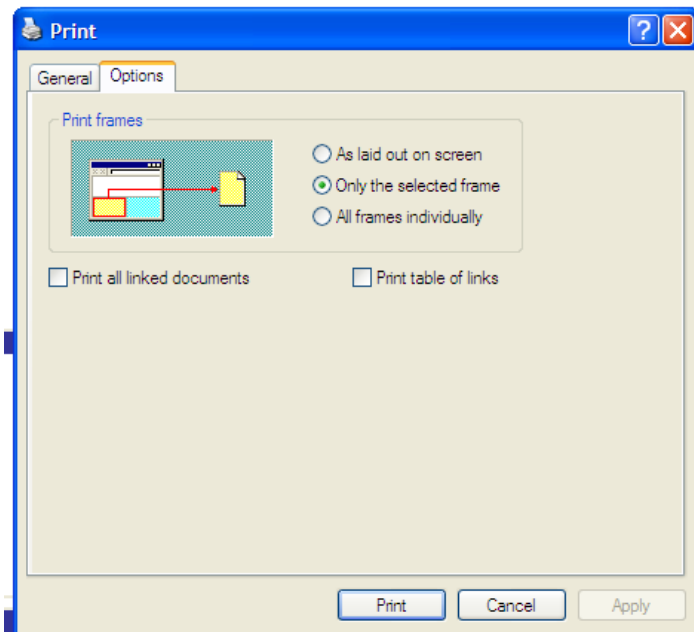 Print
?
General Options
Print frames
As laid out on screen
Only the selected frame
All frames individually
Print all linked documents Print table of links
Print Cancel Apply